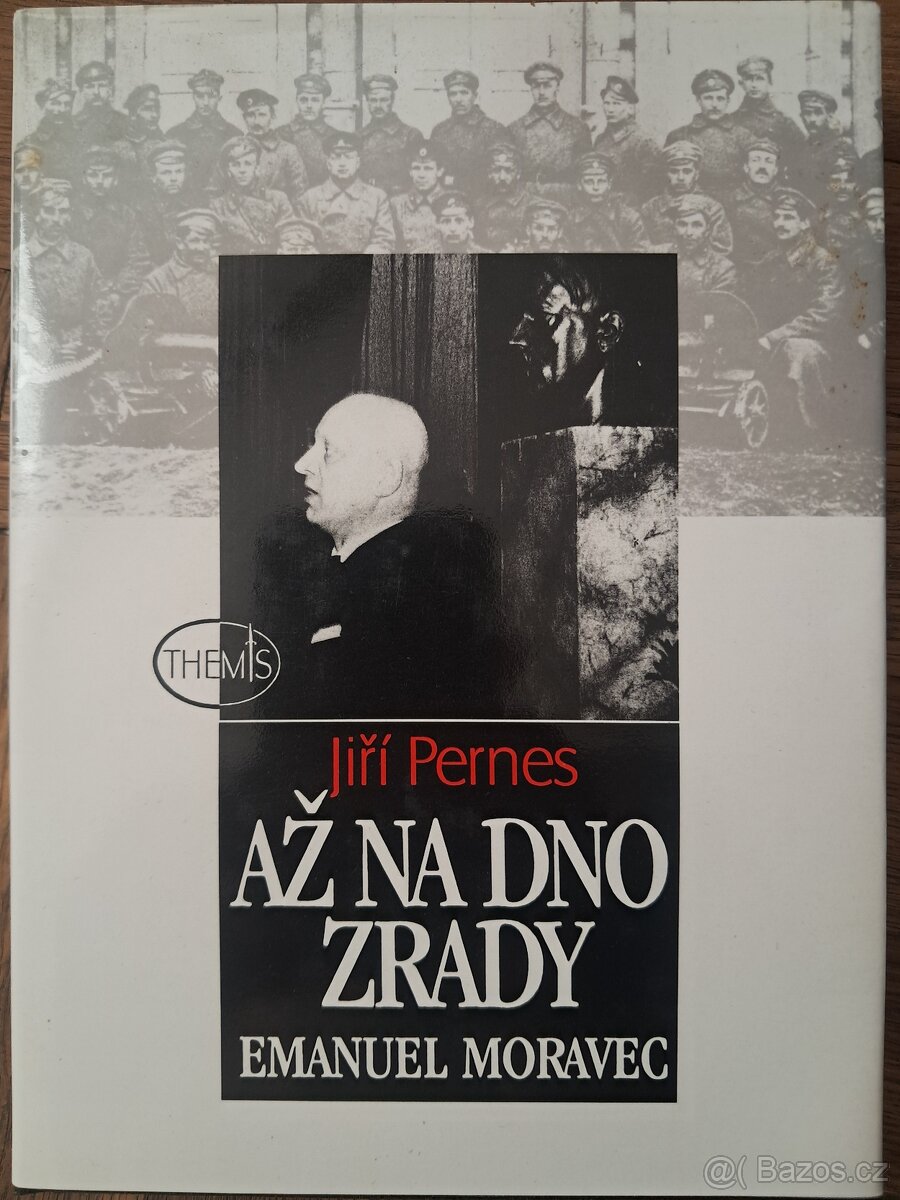 THEMIS
Jiří Pernes
AŽ NA DNO
ZRADY
EMANUEL MORAVEC
@( Bazos.cz